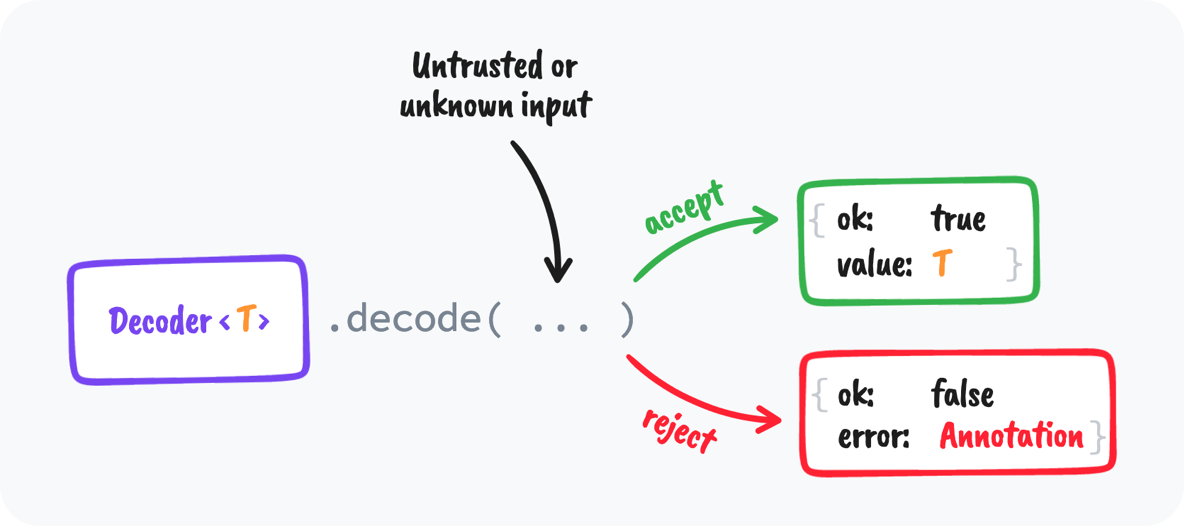 Untrusted or
unknown input
Decoder<T>
.decode( ... )
accept
{ ok: true
value: T }
reject
{ ok: false
error: Annotation }